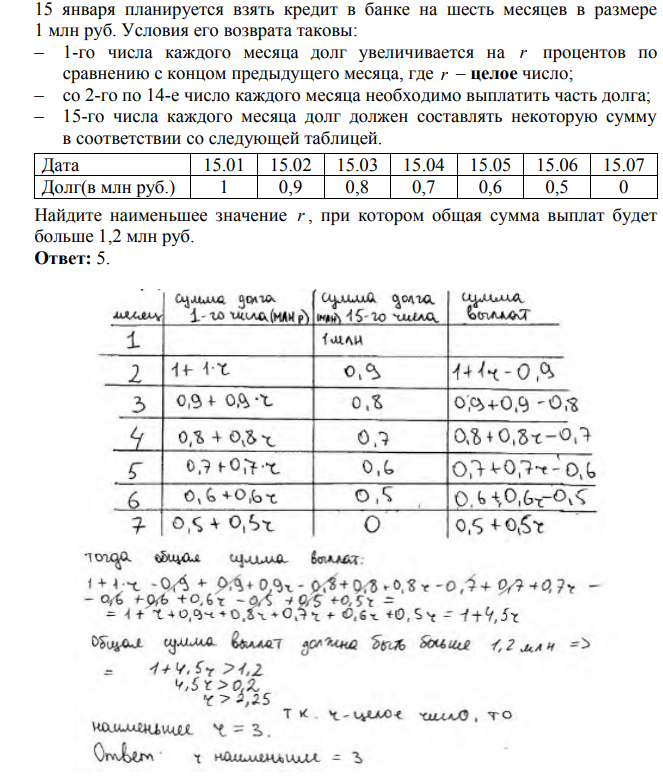 15 января планируется взять кредит в банке на шесть месяцев в размере
1 млн руб. Условия его возврата таковы:
– 1-го числа каждого месяца долг увеличивается на r процентов по
сравнению с концом предыдущего месяца, где r – целое число;
– со 2-го по 14-е число каждого месяца необходимо выплатить часть долга;
– 15-го числа каждого месяца долг должен составлять некоторую сумму
в соответствии со следующей таблицей.
Дата 15.01 15.02 15.03 15.04 15.05 15.06 15.07
Долг(в млн руб.) 1 0,9 0,8 0,7 0,6 0,5 0
Найдите наименьшее значение r, при котором общая сумма выплат будет
больше 1,2 млн руб.
Ответ: 5.
месяц сумма долга 1-го числа(млн р) сумма долга (млн) 15-го числа сумма выплат
1 1 млн
2 1+1·r 0,9 1+1r-0,9
3 0,9+0,9·r 0,8 0,9+0,9-0,8
4 0,8+0,8r 0,7 0,8+0,8r-0,7
5 0,7+0,7·r 0,6 0,7+0,7r-0,6
6 0,6+0,6r 0,5 0,6+0,6r-0,5
7 0,5+0,5r 0 0,5+0,5r
тогда общая сумма выплат:
1+1·r-0,9+0,9+0,9r-0,8+0,8+0,8r-0,7+0,7+0,7r-
-0,6+0,6+0,6r-0,5+0,5+0,5r=
=1+r+0,9r+0,8r+0,7r+0,6r+0,5r=1+4,5r
Общая сумма выплат должна быть больше 1,2 млн =>
= 1+4,5r>1,2
4,5r>0,2
r>2,25
т.к. r-целое число, то
наименьшее r=3.
Ответ: r наименьшее = 3